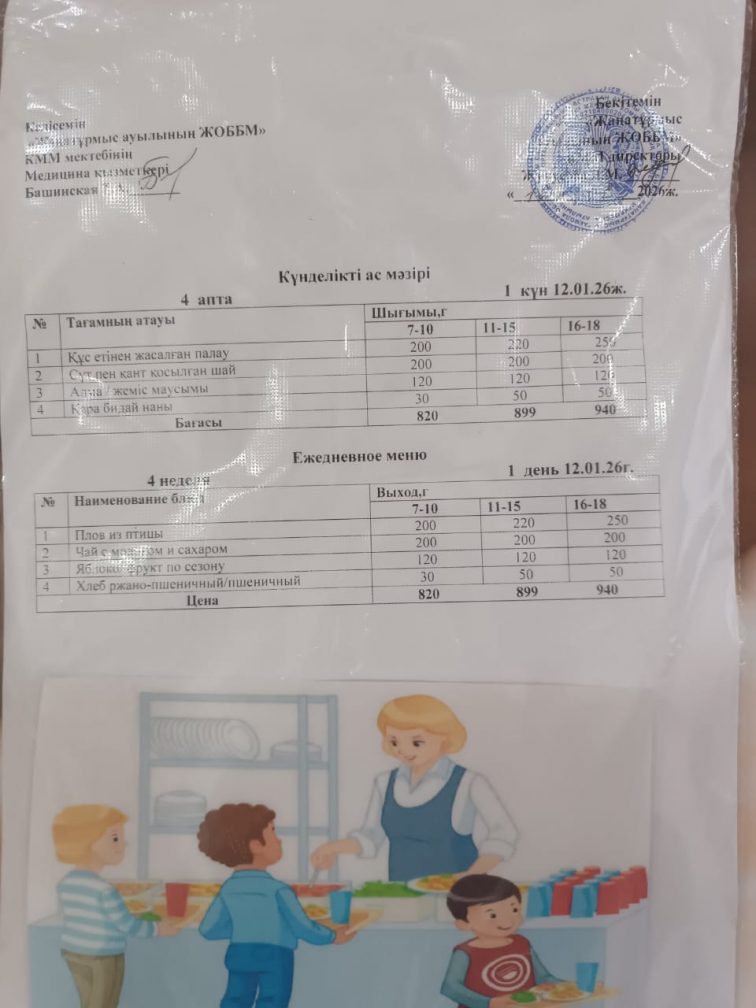 Келісемін
«Жаңатұрмыс ауылының ЖОББМ»
КММ мектебінің
Медицина қызметкері
Башинская
Бекітемін
«Жаңатұрмыс
ауылының ЖОББМ»
директоры
2026ж.
Күнделікті ас мәзірі
4 апта
1 күн 12.01.26ж.
№ Тағамның атауы Шығымы,г
7-10 11-15 16-18
1 Құс етінен жасалған палау 200 220 250
2 Сүт пен қант қосылған шай 200 200 200
3 Алма / жеміс маусымы 120 120 120
4 Қара бидай наны 30 50 50
Бағасы 820 899 940
Ежедневное меню
4 неделя
1 день 12.01.26г.
№ Наименование блюд Выход,г
7-10 11-15 16-18
1 Плов из птицы 200 220 250
2 Чай с молоком и сахаром 200 200 200
3 Яблоко/ фрукт по сезону 120 120 120
4 Хлеб ржано-пшеничный/пшеничный 30 50 50
Цена 820 899 940